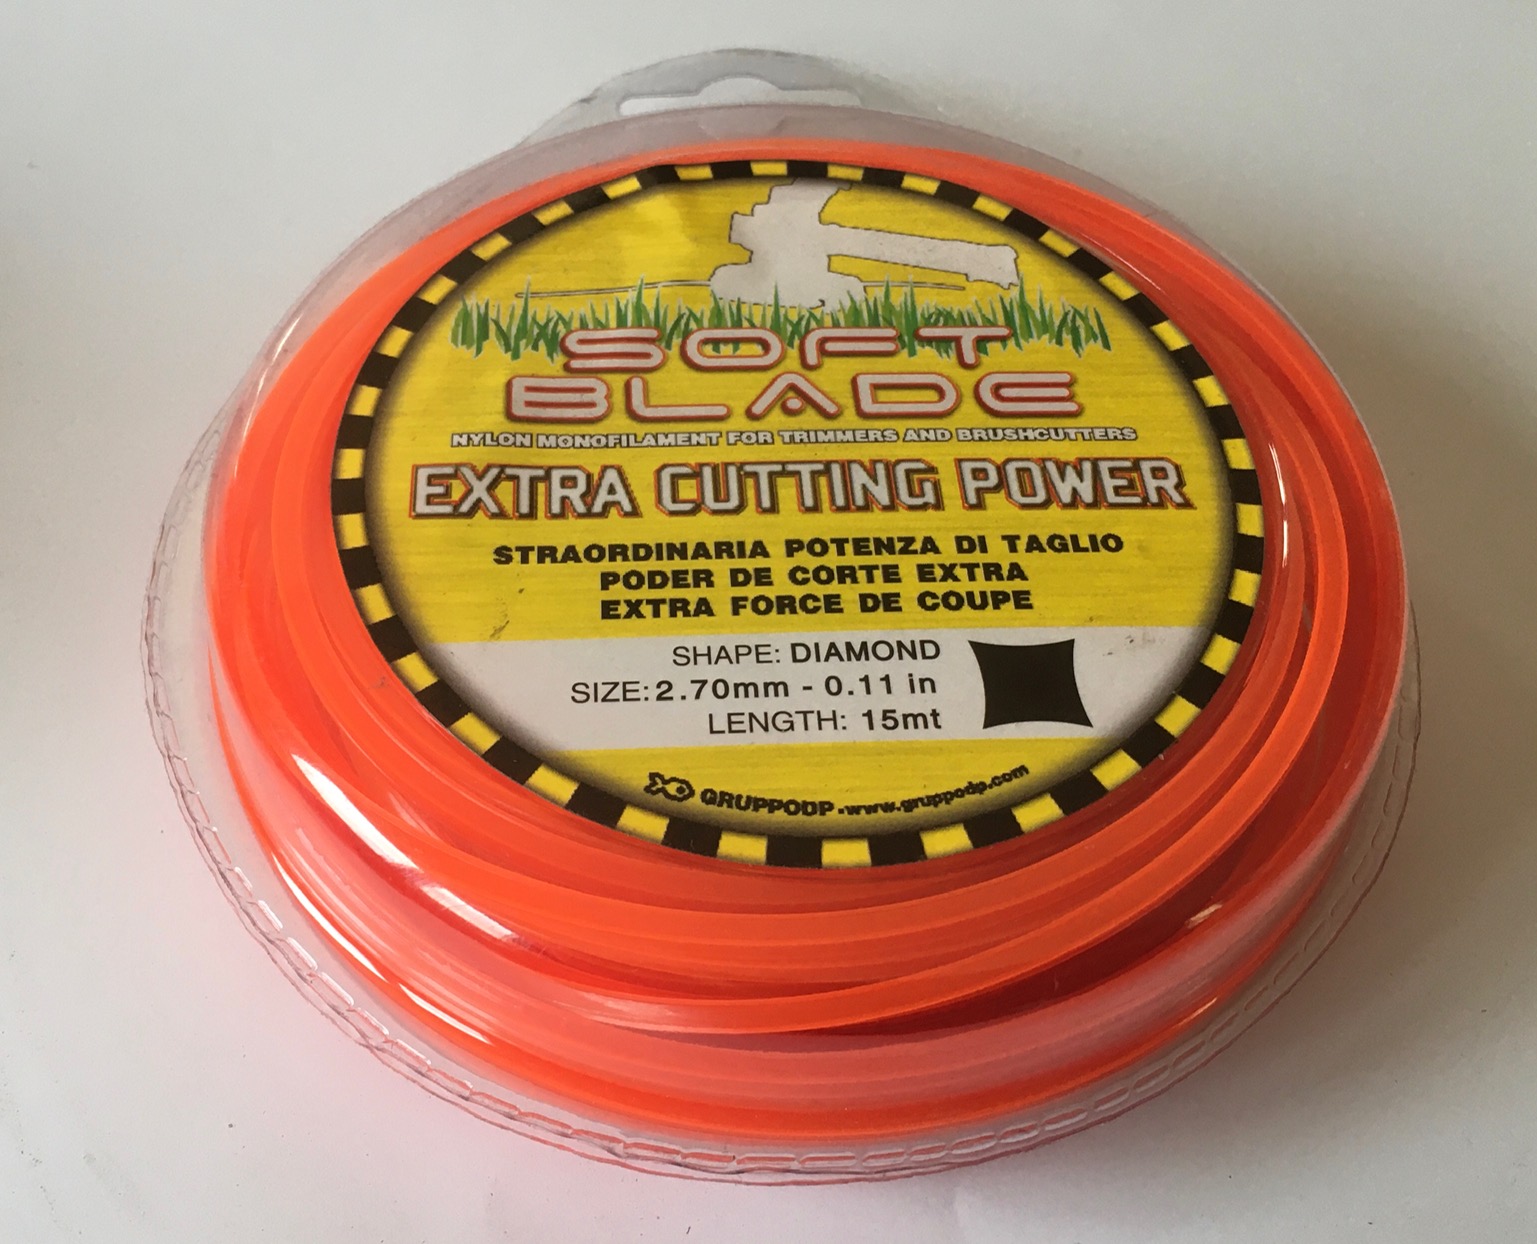 SOFT
BLADE
NYLON MONOFILAMENT FOR TRIMMERS AND BRUSHCUTTERS
EXTRA CUTTING POWER
STRAORDINARIA POTENZA DI TAGLIO
PODER DE CORTE EXTRA
EXTRA FORCE DE COUPE
SHAPE: DIAMOND
SIZE: 2.70mm - 0.11 in
LENGTH: 15mt
GRUPPODP - www.gruppodp.com